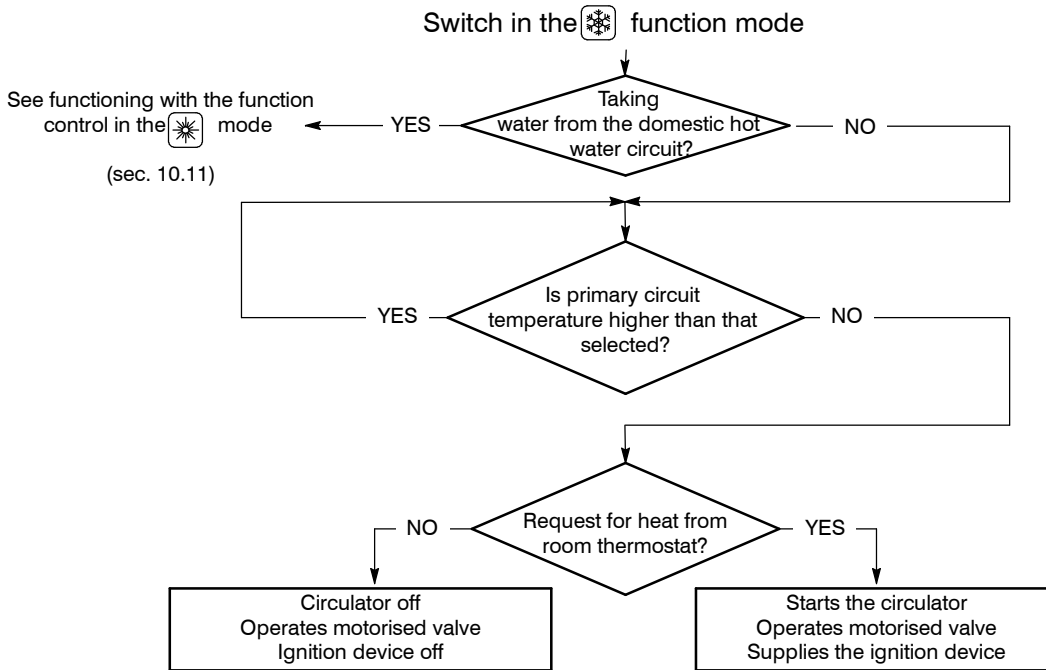 Switch in the function mode
Taking
water from the domestic hot
water circuit?
YES
NO
See functioning with the function
control in the mode
(sec. 10.11)
Is primary circuit
temperature higher than that
selected?
YES
NO
Request for heat from
room thermostat?
NO
YES
Circulator off
Operates motorised valve
Ignition device off
Starts the circulator
Operates motorised valve
Supplies the ignition device